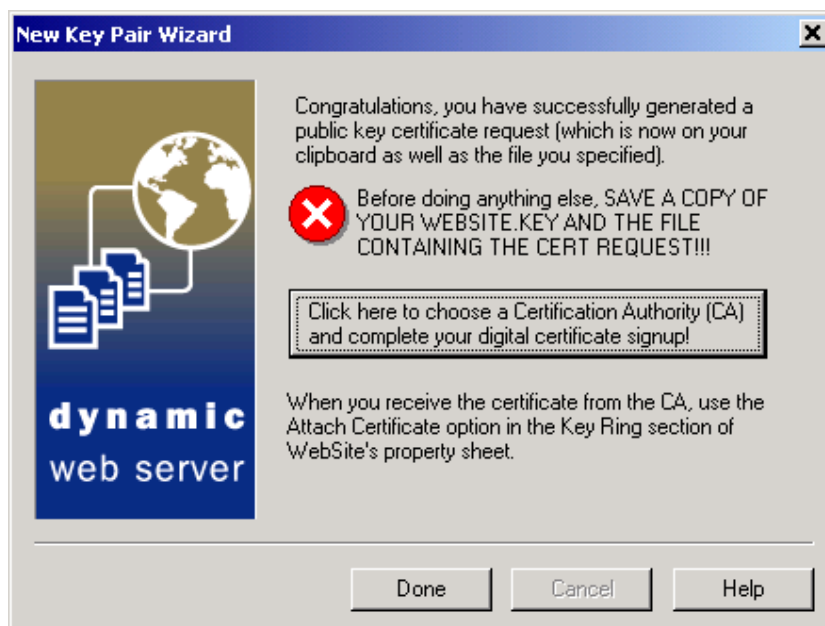 New Key Pair Wizard
Congratulations, you have successfully generated a
public key certificate request (which is now on your
clipboard as well as the file you specified).
Before doing anything else, SAVE A COPY OF
YOUR WEBSITE.KEY AND THE FILE
CONTAINING THE CERT REQUEST!!!
Click here to choose a Certification Authority (CA)
and complete your digital certificate signup!
When you receive the certificate from the CA, use the
Attach Certificate option in the Key Ring section of
WebSite's property sheet.
dynamic
web server
Done
Cancel
Help